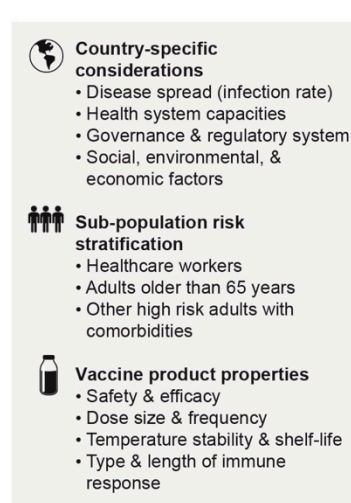 Country-specific
considerations
• Disease spread (infection rate)
• Health system capacities
• Governance & regulatory system
• Social, environmental, &
economic factors
Sub-population risk
stratification
• Healthcare workers
• Adults older than 65 years
• Other high risk adults with
comorbidities
Vaccine product properties
• Safety & efficacy
• Dose size & frequency
• Temperature stability & shelf-life
• Type & length of immune
response